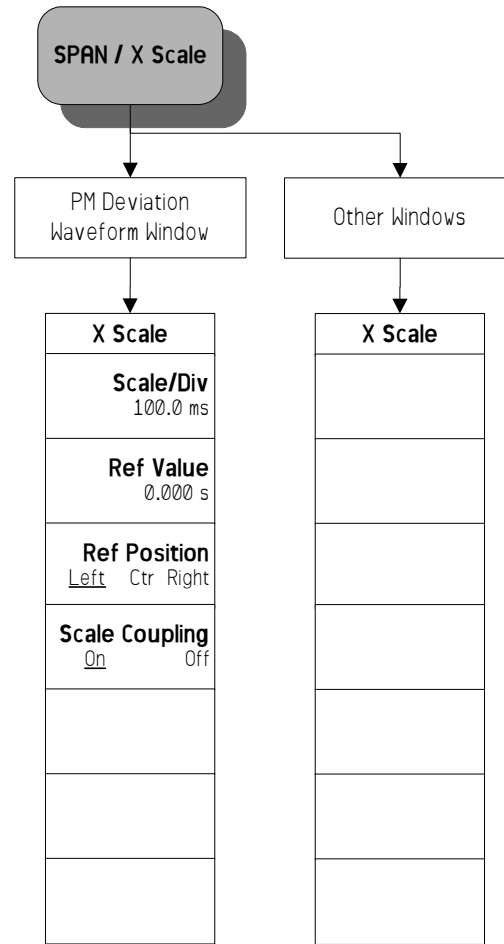 SPAN / X Scale
PM Deviation
Waveform Window
Other Windows
X Scale
Scale/Div
100.0 ms
Ref Value
0.000 s
Ref Position
Left Ctr Right
Scale Coupling
On Off
X Scale